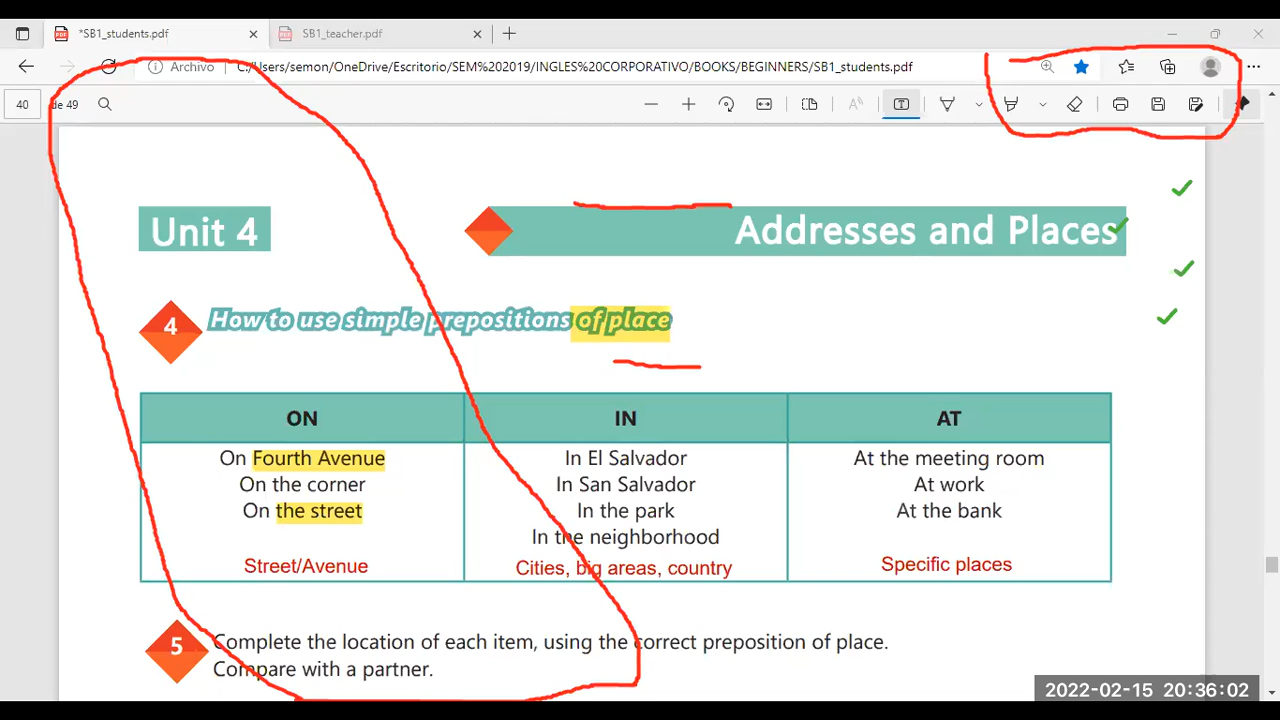 *SB1_students.pdf
SB1_teacher.pdf
Archivo C:/Users/semon/OneDrive/Escritorio/SEM%202019/INGLES%20CORPORATIVO/BOOKS/BEGINNERS/SB1_students.pdf
40 de 49
Unit 4
Addresses and Places
4 How to use simple prepositions of place
ON IN AT
On Fourth Avenue In El Salvador At the meeting room
On the corner In San Salvador At work
On the street In the park At the bank
In the neighborhood
Street/Avenue Cities, big areas, country Specific places
5 Complete the location of each item, using the correct preposition of place.
Compare with a partner.
2022-02-15 20:36:02